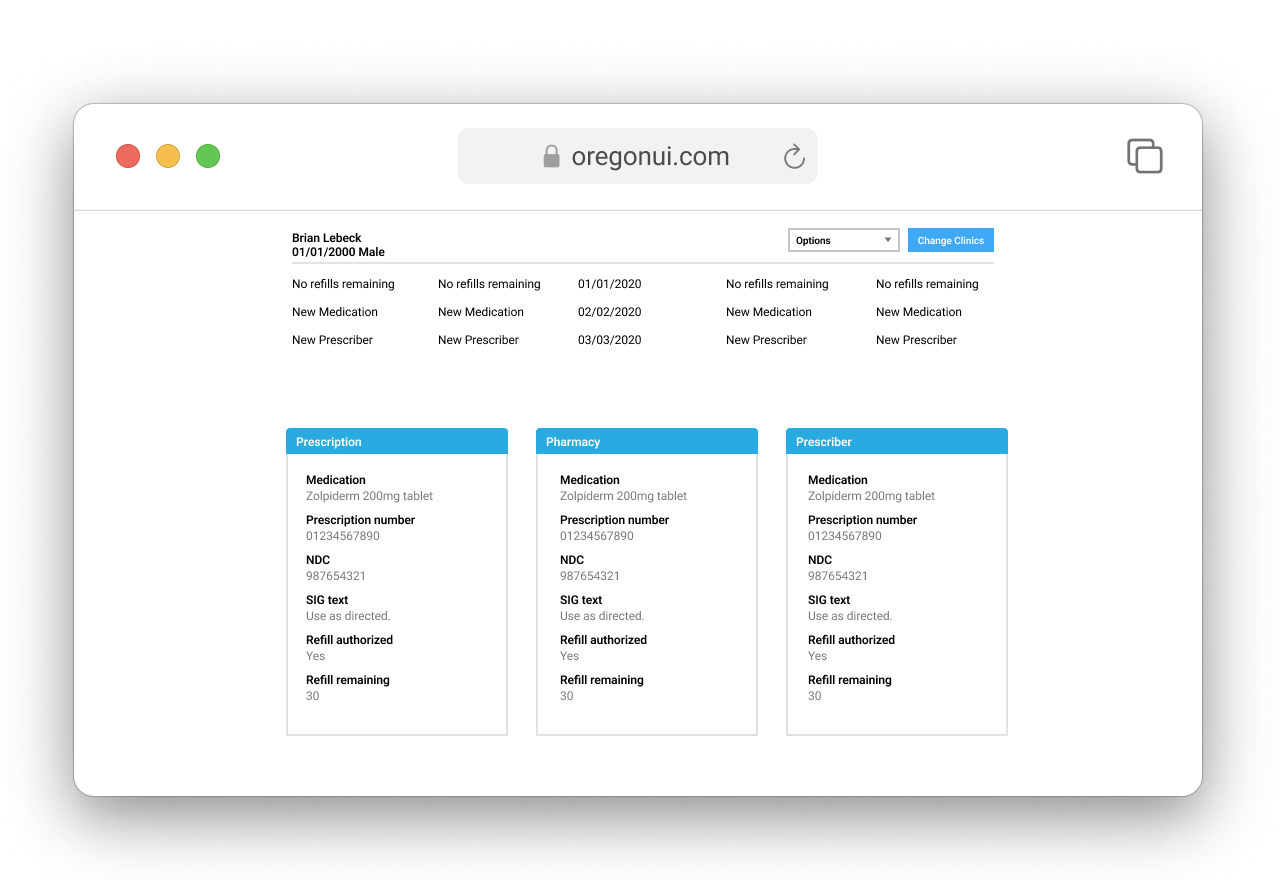 oregonui.com
Brian Lebeck
01/01/2000 Male
Options
Change Clinics
No refills remaining No refills remaining 01/01/2020 No refills remaining No refills remaining
New Medication New Medication 02/02/2020 New Medication New Medication
New Prescriber New Prescriber 03/03/2020 New Prescriber New Prescriber
Prescription
Medication
Zolpiderm 200mg tablet
Prescription number
01234567890
NDC
987654321
SIG text
Use as directed.
Refill authorized
Yes
Refill remaining
30
Pharmacy
Medication
Zolpiderm 200mg tablet
Prescription number
01234567890
NDC
987654321
SIG text
Use as directed.
Refill authorized
Yes
Refill remaining
30
Prescriber
Medication
Zolpiderm 200mg tablet
Prescription number
01234567890
NDC
987654321
SIG text
Use as directed.
Refill authorized
Yes
Refill remaining
30